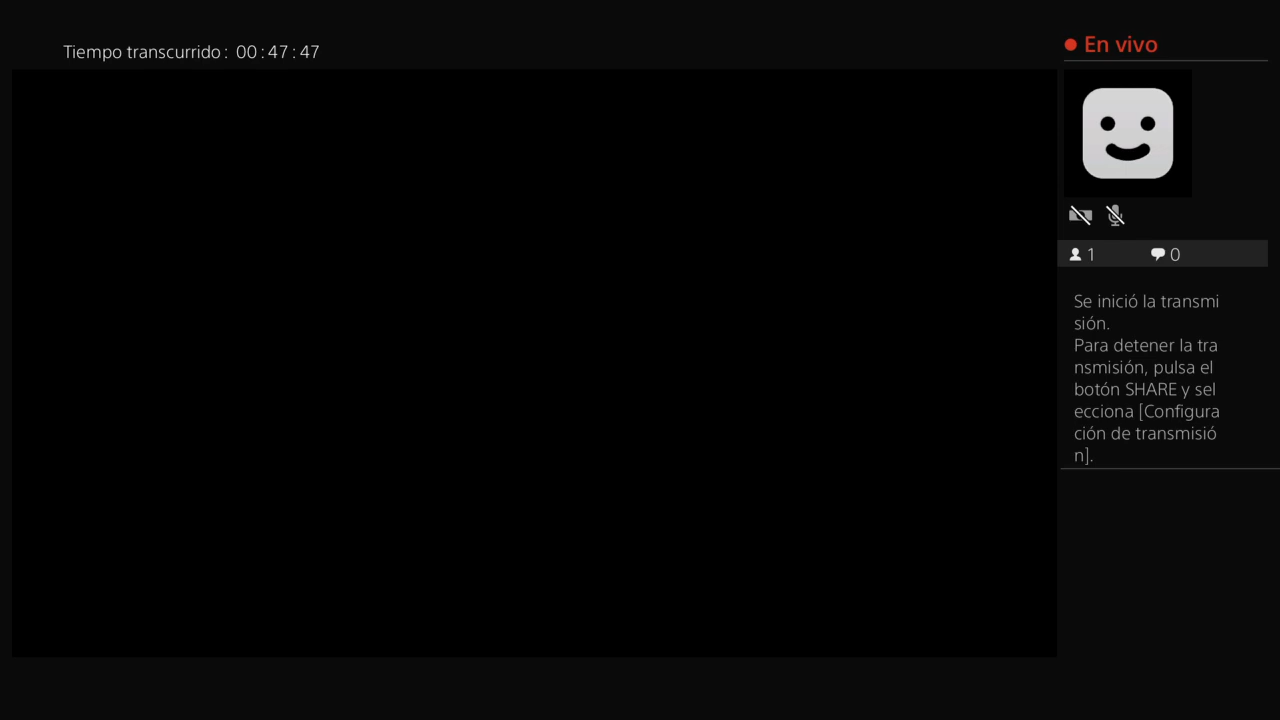 Tiempo transcurrido : 00 : 47 : 47
En vivo
1 0
Se inició la transmi
sión.
Para detener la tra
nsmisión, pulsa el
botón SHARE y sel
ecciona [Configura
ción de transmisió
n].